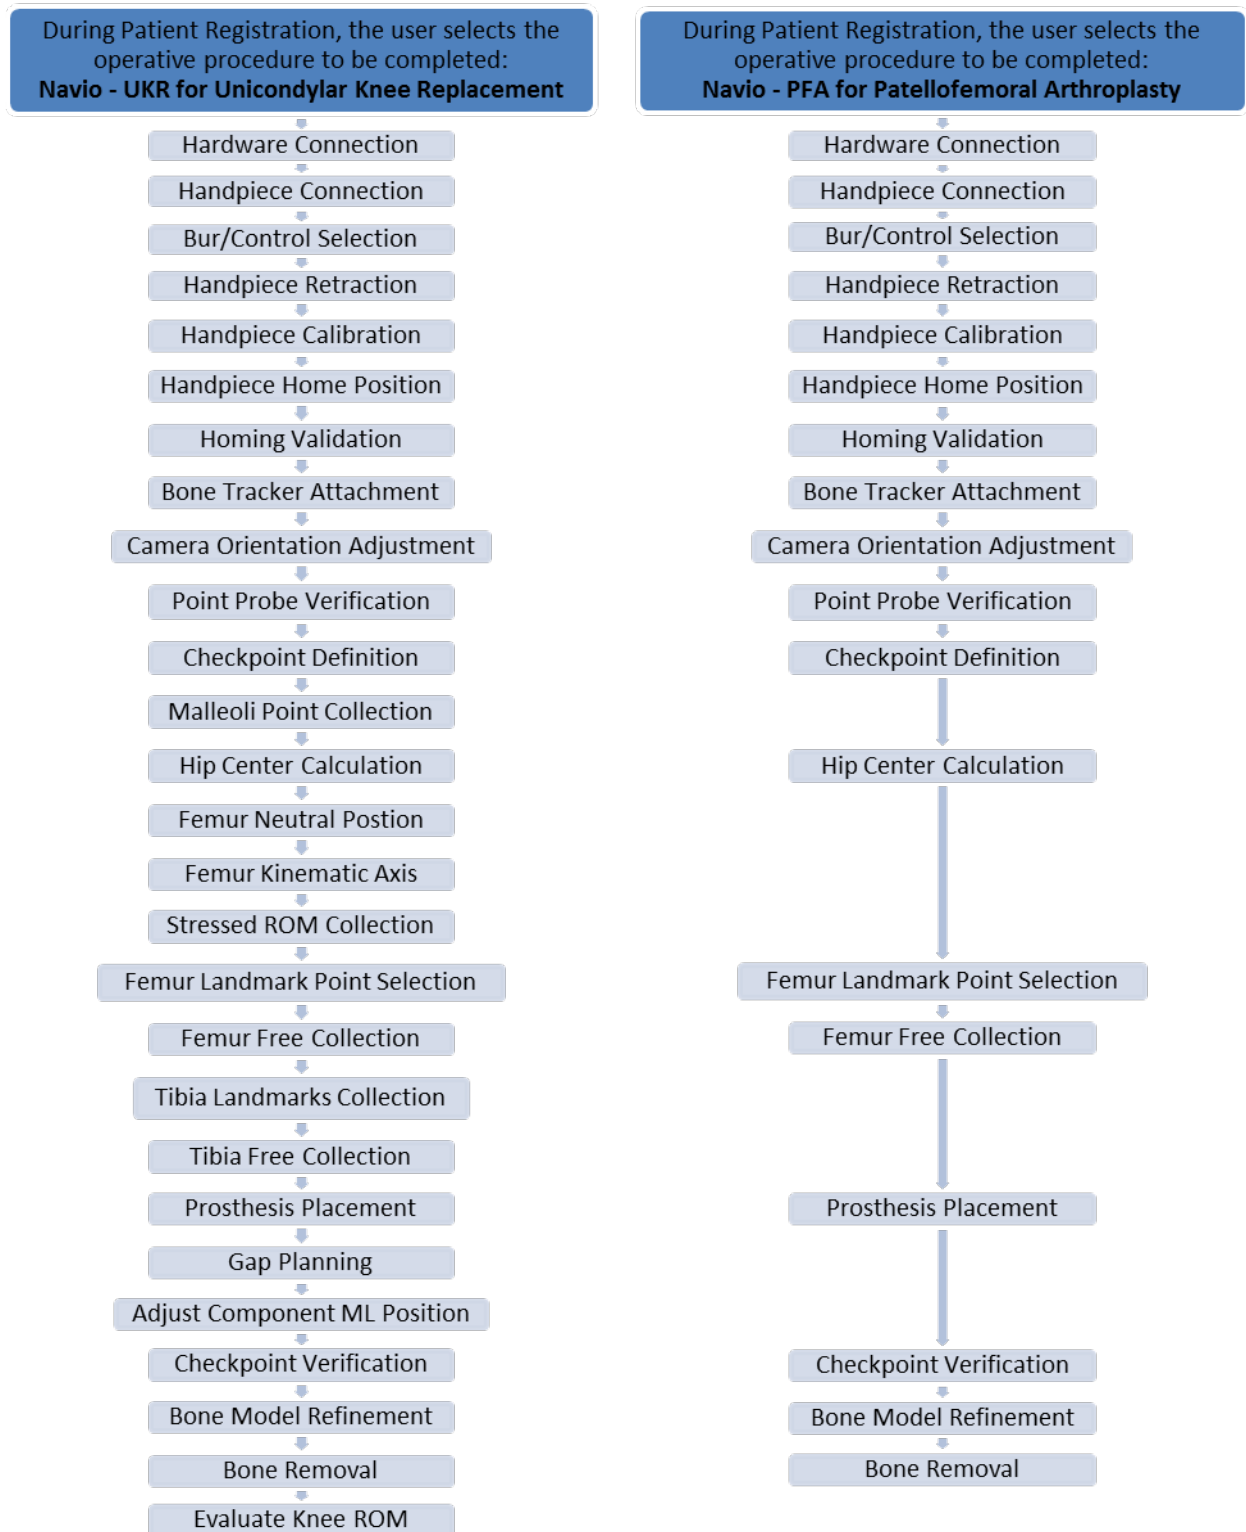 During Patient Registration, the user selects the
operative procedure to be completed:
Navio - UKR for Unicondylar Knee Replacement
Hardware Connection
Handpiece Connection
Bur/Control Selection
Handpiece Retraction
Handpiece Calibration
Handpiece Home Position
Homing Validation
Bone Tracker Attachment
Camera Orientation Adjustment
Point Probe Verification
Checkpoint Definition
Malleoli Point Collection
Hip Center Calculation
Femur Neutral Postion
Femur Kinematic Axis
Stressed ROM Collection
Femur Landmark Point Selection
Femur Free Collection
Tibia Landmarks Collection
Tibia Free Collection
Prosthesis Placement
Gap Planning
Adjust Component ML Position
Checkpoint Verification
Bone Model Refinement
Bone Removal
Evaluate Knee ROM
During Patient Registration, the user selects the
operative procedure to be completed:
Navio - PFA for Patellofemoral Arthroplasty
Hardware Connection
Handpiece Connection
Bur/Control Selection
Handpiece Retraction
Handpiece Calibration
Handpiece Home Position
Homing Validation
Bone Tracker Attachment
Camera Orientation Adjustment
Point Probe Verification
Checkpoint Definition
Hip Center Calculation
Femur Landmark Point Selection
Femur Free Collection
Prosthesis Placement
Checkpoint Verification
Bone Model Refinement
Bone Removal